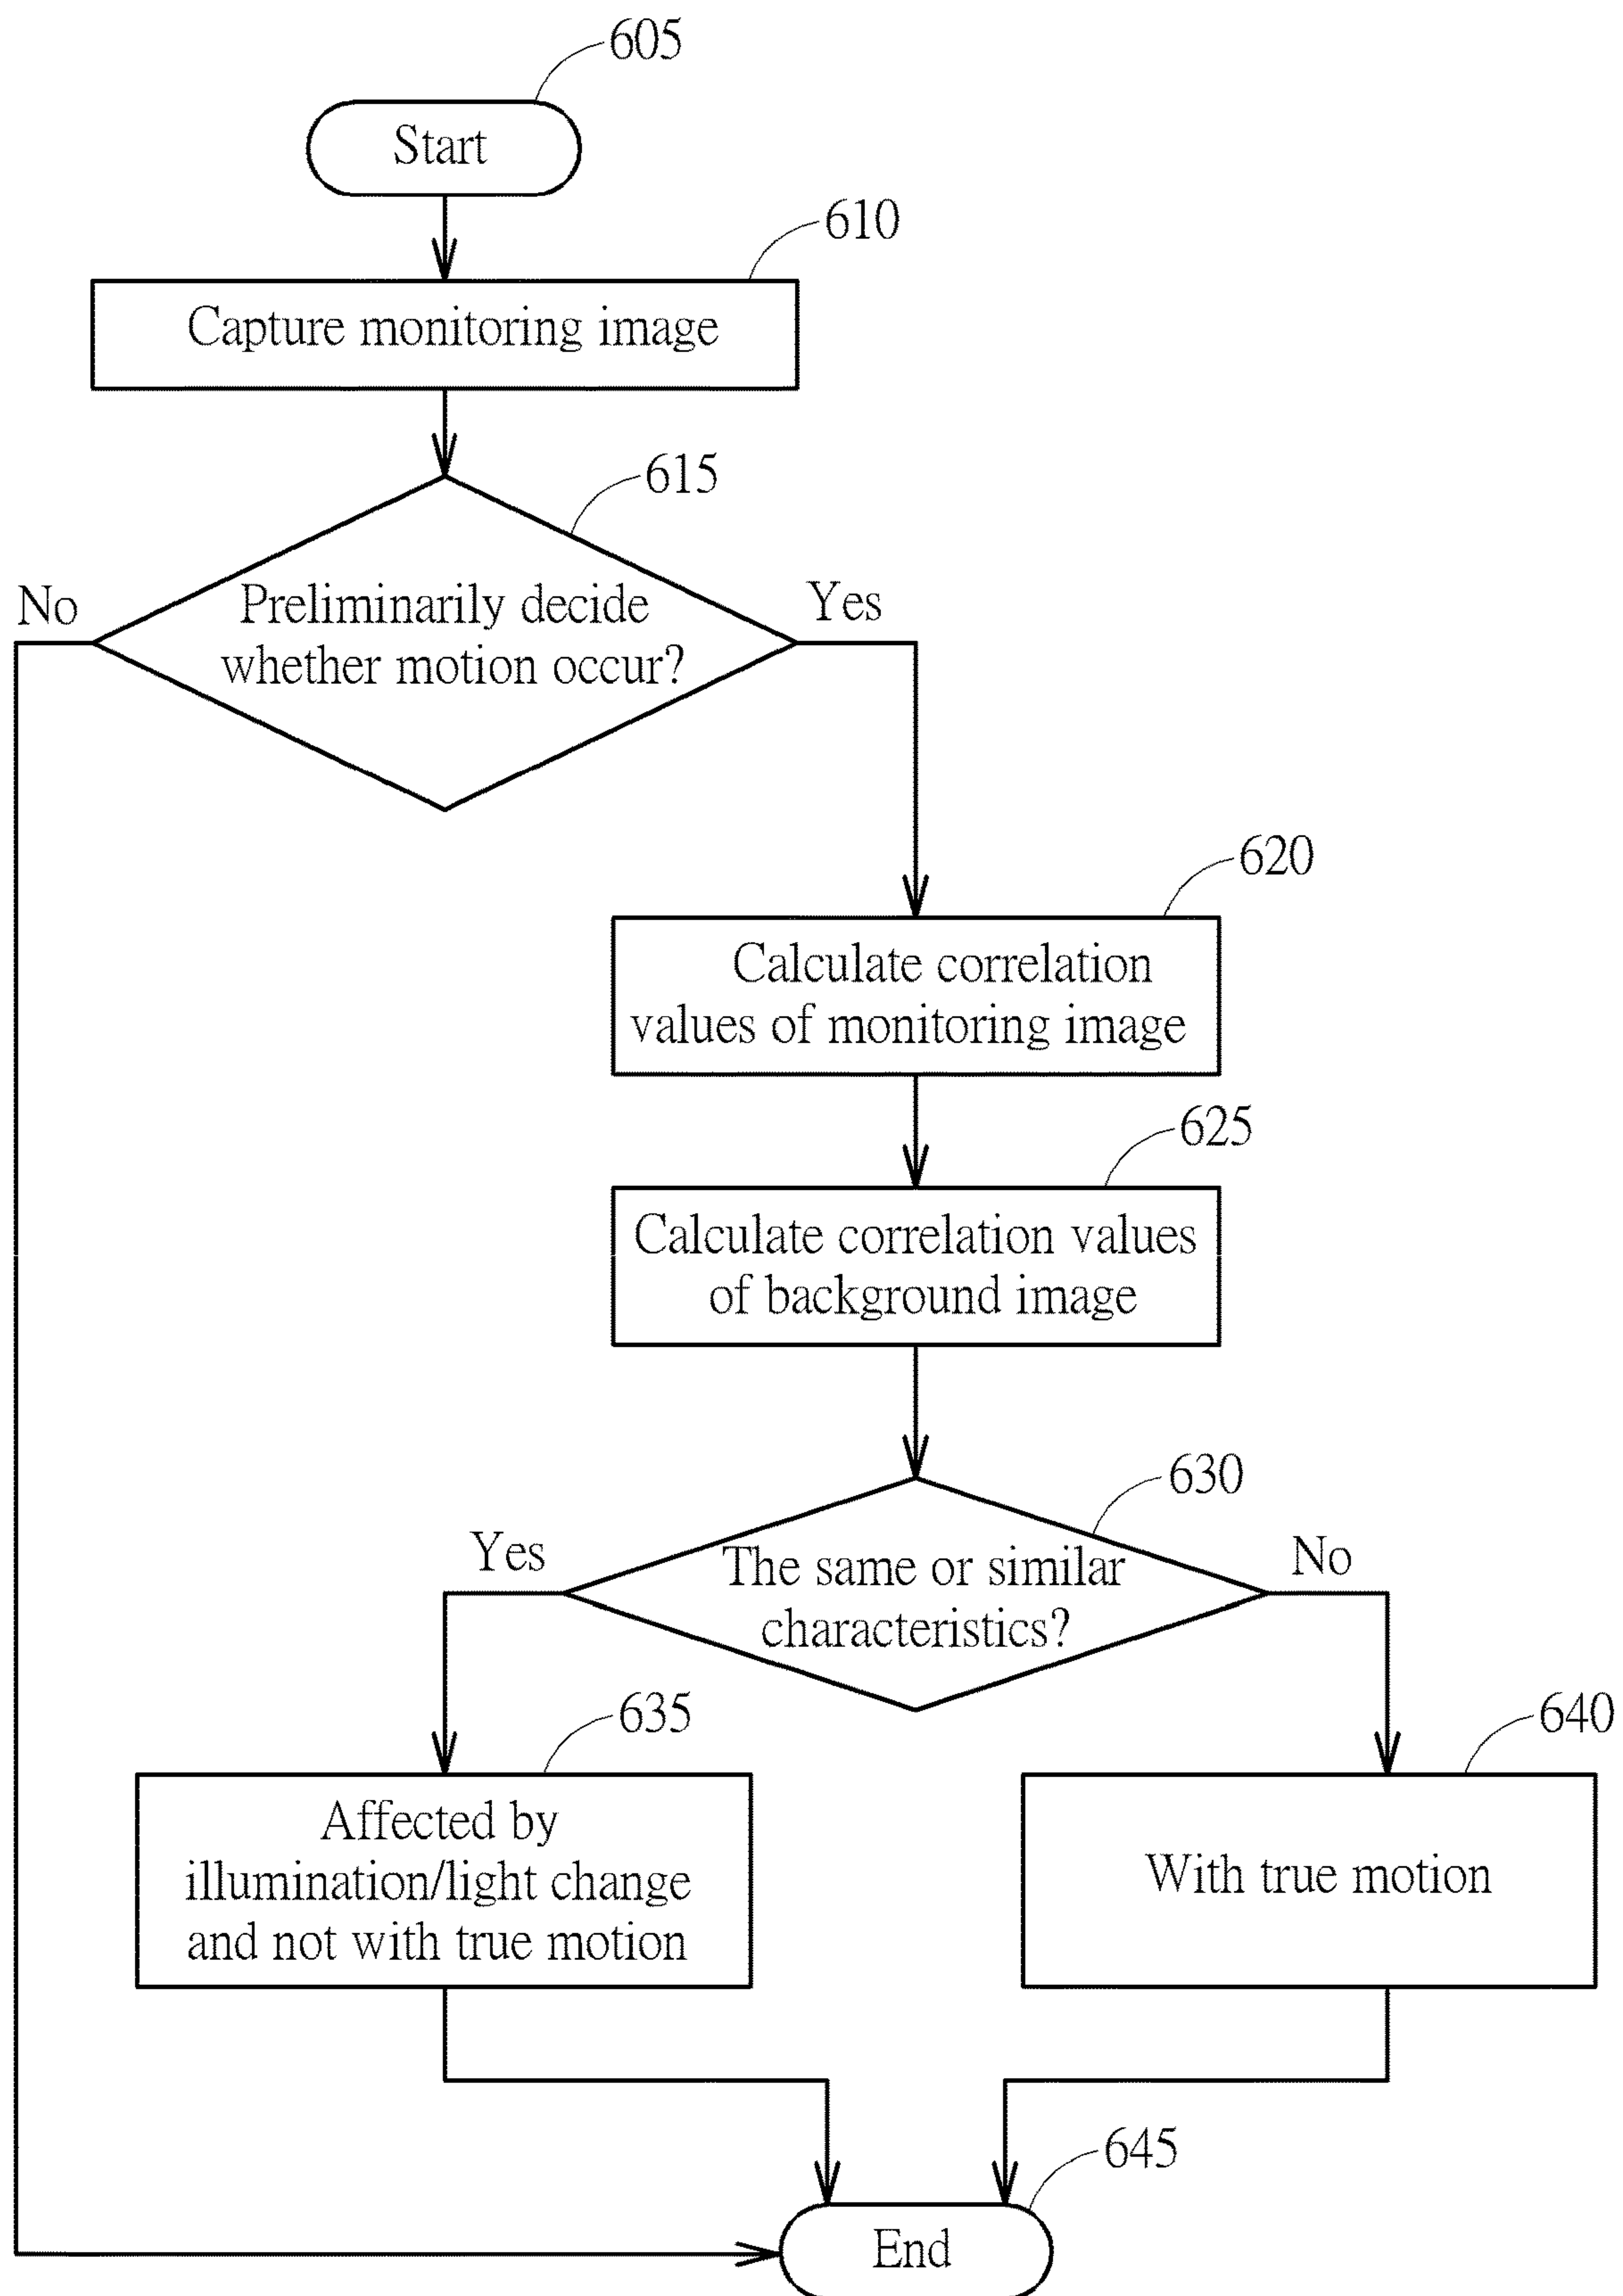 605
Start
610
Capture monitoring image
615
No
Preliminarily decide
whether motion occur?
Yes
620
Calculate correlation
values of monitoring image
625
Calculate correlation values
of background image
630
Yes
The same or similar
characteristics?
No
635
Affected by
illumination/light change
and not with true motion
640
With true motion
645
End